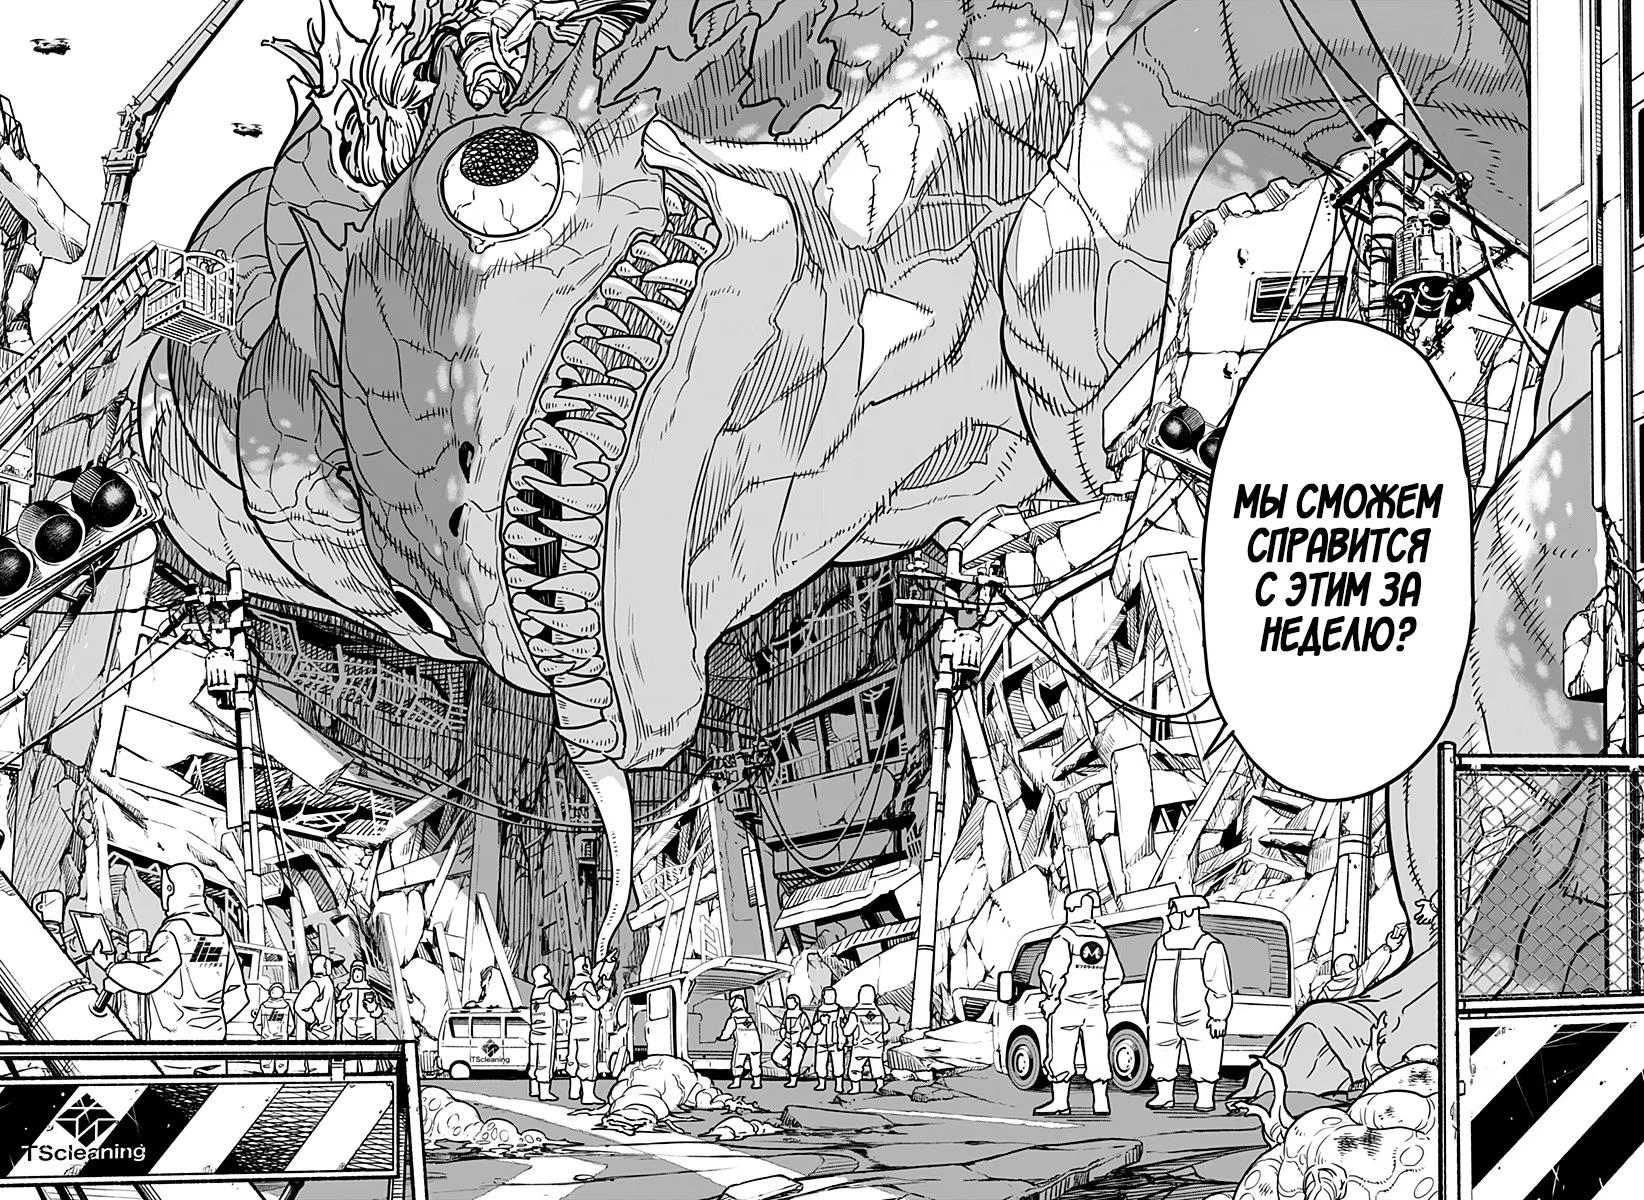 МЫ СМОЖЕМ
СПРАВИТСЯ
С ЭТИМ ЗА
НЕДЕЛЮ?
TScleaning
TScleaning